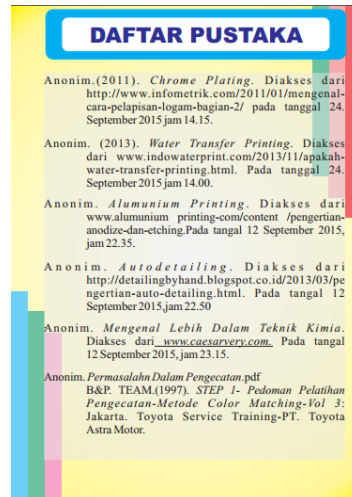 DAFTAR PUSTAKA
Anonim.(2011). Chrome Plating. Diakses dari
http://www.infometrik.com/2011/01/mengenal-
cara-pelapisan-logam-bagian-2/ pada tanggal 24.
September 2015 jam 14.15.
Anonim. (2013). Water Transfer Printing. Diakses
dari www.indowaterprint.com/2013/11/apakah-
water-transfer-printing.html. Pada tanggal 24.
September 2015 jam 14.00.
Anonim. Alumunium Printing. Diakses dari
www.alumunium printing-com/content /pengertian-
anodize-dan-etching.Pada tangal 12 September 2015,
jam 22.35.
Anonim. Autodetailing. Diakses dari
http://detailingbyhand.blogspot.co.id/2013/03/pe
ngertian-auto-detailing.html. Pada tangal 12
September 2015,jam 22.50
Anonim. Mengenal Lebih Dalam Teknik Kimia.
Diakses dari www.caesarvery.com. Pada tangal
12 September 2015, jam 23.15.
Anonim. Permasalahn Dalam Pengecatan.pdf
B&P. TEAM.(1997). STEP 1- Pedoman Pelatihan
Pengecatan-Metode Color Matching-Vol 3:
Jakarta. Toyota Service Training-PT. Toyota
Astra Motor.